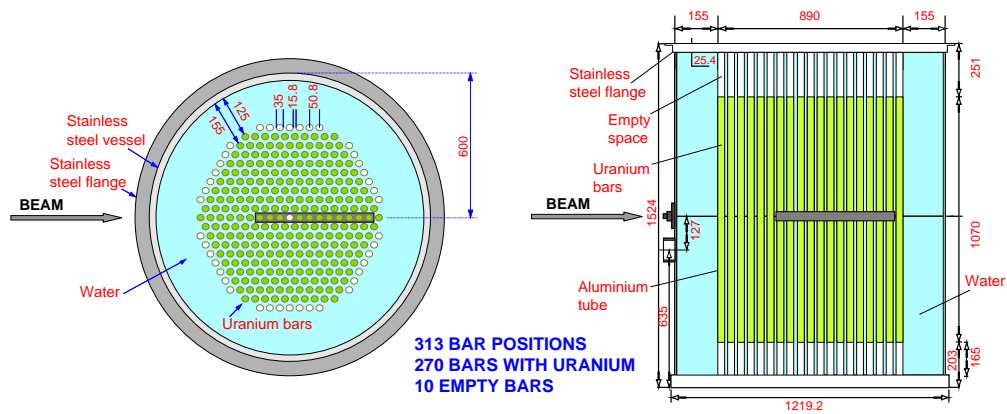 155
125
35
15.8
50.8
600
Stainless
steel vessel
Stainless
steel flange
BEAM
Water
Uranium bars
313 BAR POSITIONS
270 BARS WITH URANIUM
10 EMPTY BARS
155
890
155
25.4
Stainless
steel flange
Empty
space
Uranium
bars
BEAM
1524
127
635
Aluminium
tube
251
1070
Water
203
165
1219.2